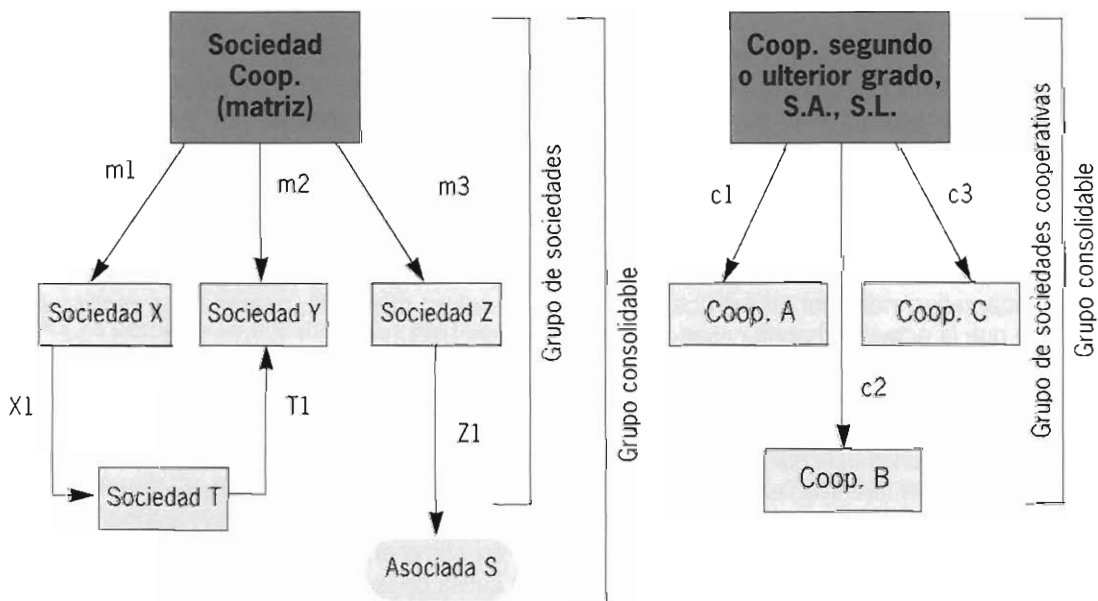 Sociedad
Coop.
(matriz)
m1
m2
m3
Sociedad X
Sociedad Y
Sociedad Z
X1
T1
Z1
Sociedad T
Asociada S
Grupo de sociedades
Grupo consolidable
Coop. segundo
o ulterior grado,
S.A., S.L.
c1
c3
Coop. A
Coop. C
c2
Coop. B
Grupo de sociedades cooperativas
Grupo consolidable